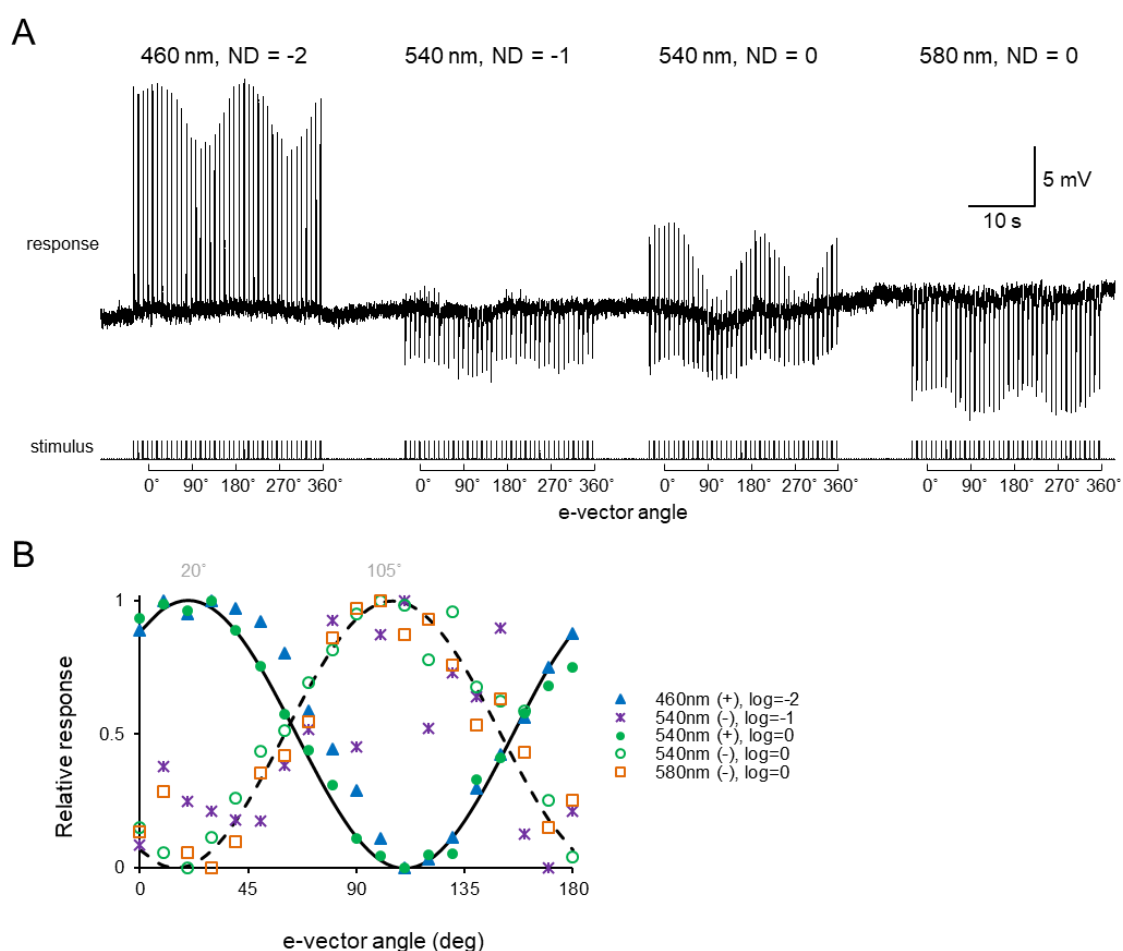 A
460 nm, ND = -2
540 nm, ND = -1
540 nm, ND = 0
580 nm, ND = 0
5 mV
10 s
response
stimulus
0° 90° 180° 270° 360° 0° 90° 180° 270° 360° 0° 90° 180° 270° 360° 0° 90° 180° 270° 360°
e-vector angle
B
20° 105°
1
0.5
0
Relative response
0 45 90 135 180
e-vector angle (deg)
460nm (+), log=-2
540nm (-), log=-1
540nm (+), log=0
540nm (-), log=0
580nm (-), log=0